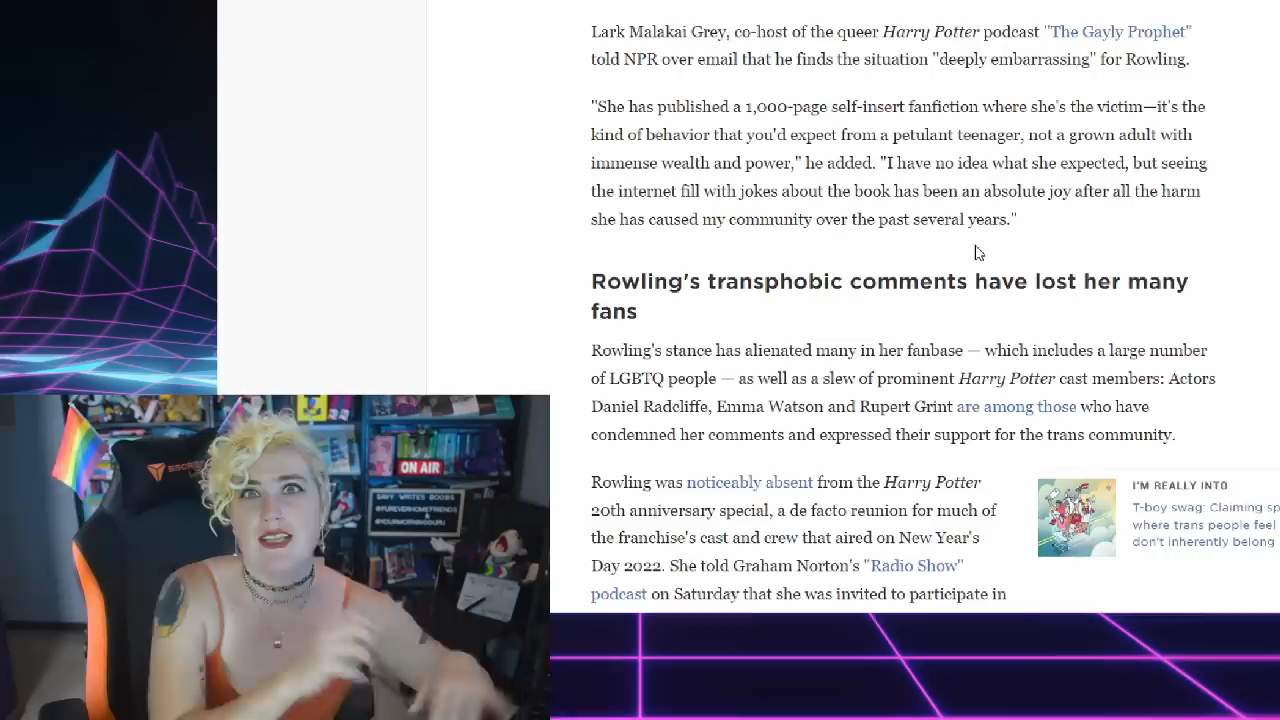 Lark Malakai Grey, co-host of the queer Harry Potter podcast "The Gayly Prophet"
told NPR over email that he finds the situation "deeply embarrassing" for Rowling.
"She has published a 1,000-page self-insert fanfiction where she's the victim—it's the
kind of behavior that you'd expect from a petulant teenager, not a grown adult with
immense wealth and power," he added. "I have no idea what she expected, but seeing
the internet fill with jokes about the book has been an absolute joy after all the harm
she has caused my community over the past several years."
Rowling's transphobic comments have lost her many
fans
Rowling's stance has alienated many in her fanbase — which includes a large number
of LGBTQ people — as well as a slew of prominent Harry Potter cast members: Actors
Daniel Radcliffe, Emma Watson and Rupert Grint are among those who have
condemned her comments and expressed their support for the trans community.
Rowling was noticeably absent from the Harry Potter
20th anniversary special, a de facto reunion for much of
the franchise's cast and crew that aired on New Year's
Day 2022. She told Graham Norton's "Radio Show"
podcast on Saturday that she was invited to participate in
I'M REALLY INTO
T-boy swag: Claiming sp
where trans people feel
don't inherently belong
ON AIR
SAVY WRITES BOOKS
@FUREVERHOMEFRIENDS
&
@YOURMORNINGGURU